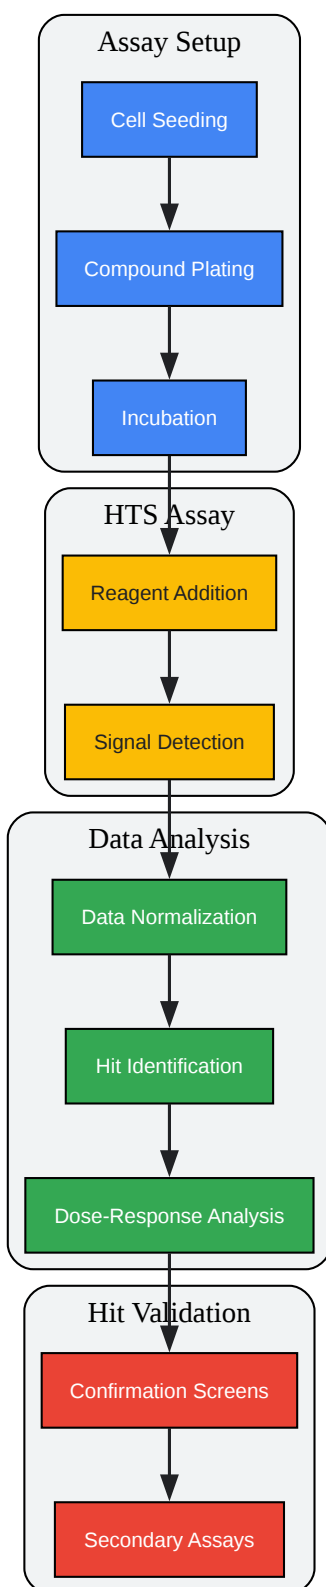 Assay Setup
Cell Seeding
Compound Plating
Incubation
HTS Assay
Reagent Addition
Signal Detection
Data Analysis
Data Normalization
Hit Identification
Dose-Response Analysis
Hit Validation
Confirmation Screens
Secondary Assays